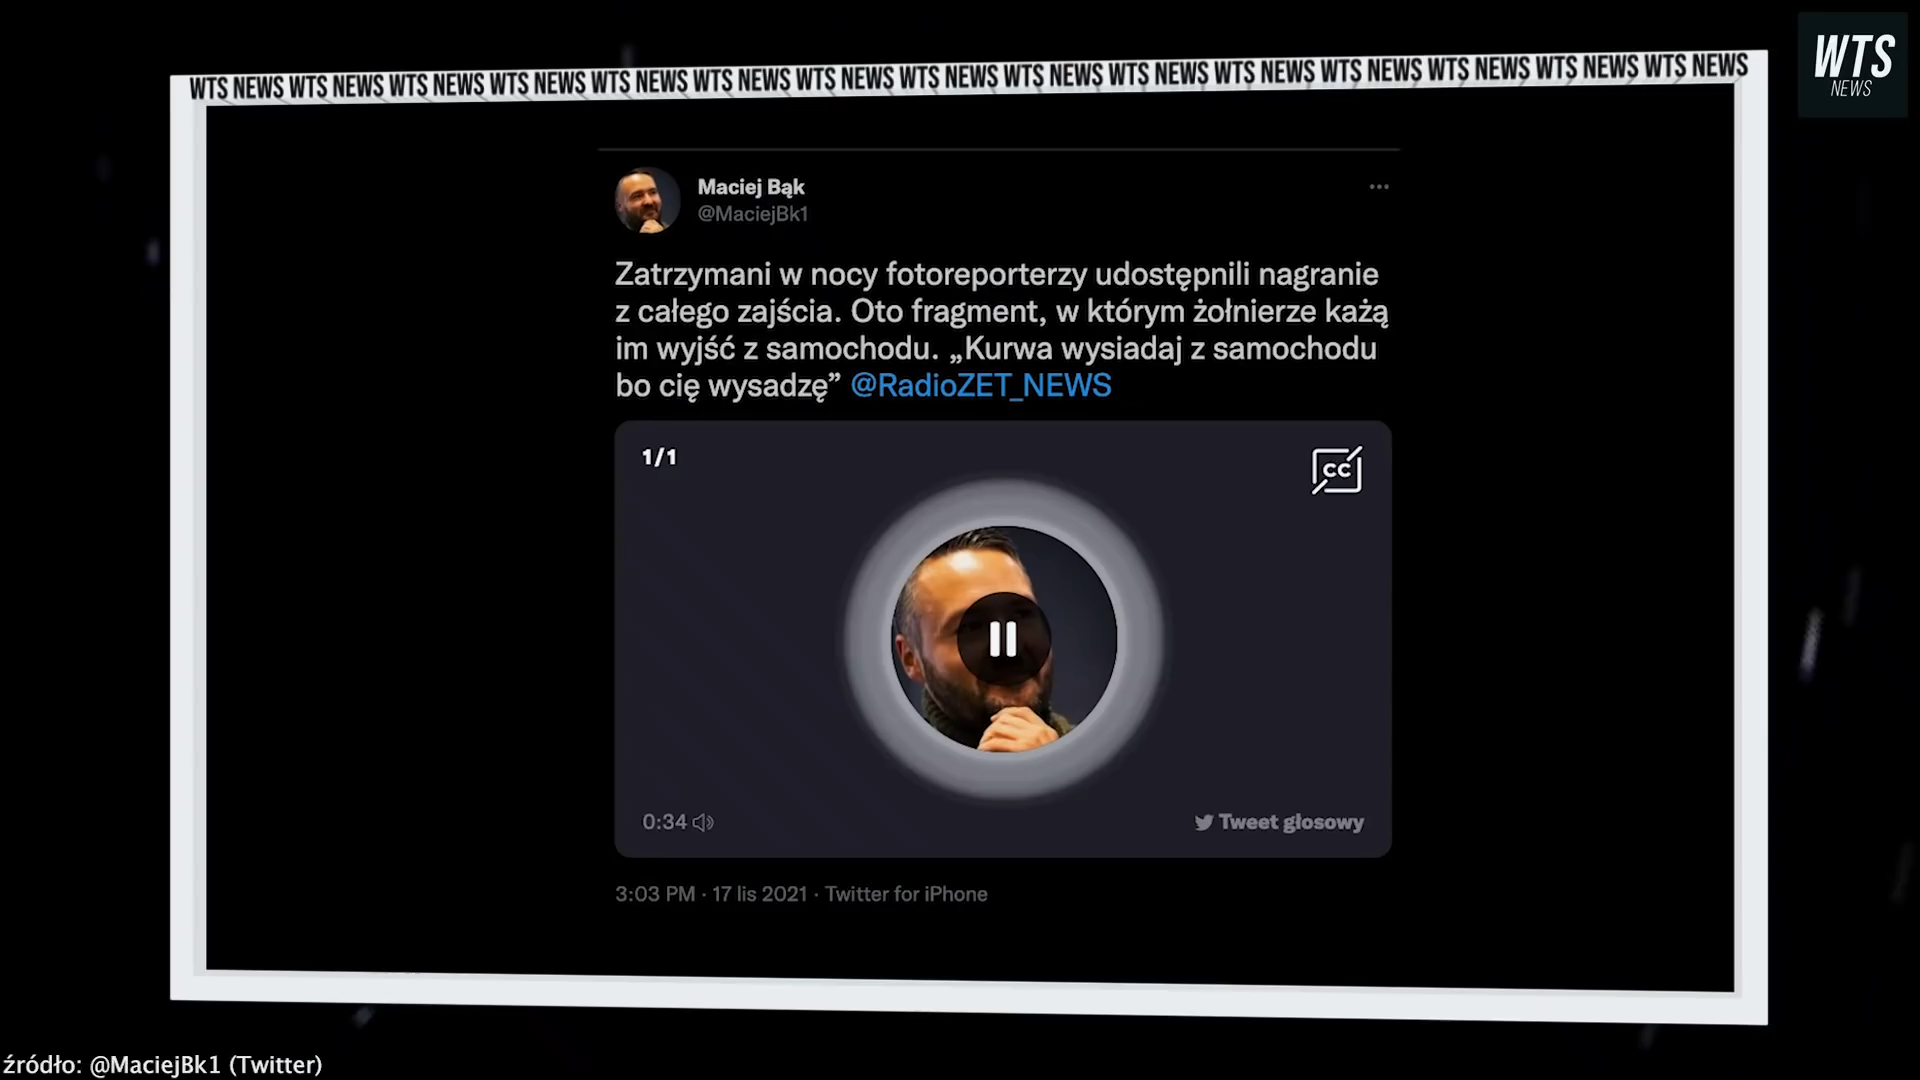 WTS NEWS WTS NEWS WTS NEWS WTS NEWS WTS NEWS WTS NEWS WTS NEWS WTS NEWS WTS NEWS WTS NEWS WTS NEWS WTS NEWS WTS NEWS WTS NEWS WTS NEWS
WTS
NEWS
Maciej Bąk
@MaciejBk1
Zatrzymani w nocy fotoreporterzy udostępnili nagranie
z całego zajścia. Oto fragment, w którym żołnierze każą
im wyjść z samochodu. „Kurwa wysiadaj z samochodu
bo cię wysadzę” @RadioZET_NEWS
1/1
CC
0:34
Tweet głosowy
3:03 PM · 17 lis 2021 · Twitter for iPhone
źródło: @MaciejBk1 (Twitter)